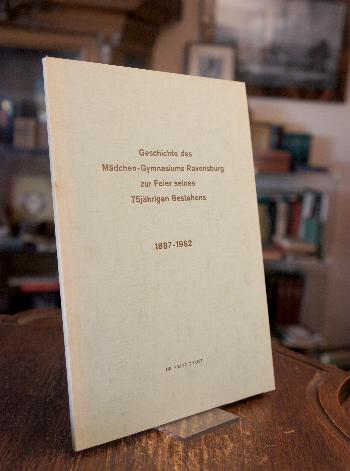 Geschichte des
Mädchen-Gymnasiums Ravensburg
zur Feier seines
75jährigen Bestehens
1887-1962